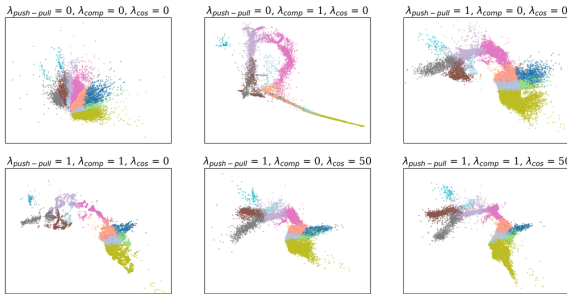 λpush−pull = 0, λcomp = 0, λcos = 0
λpush−pull = 0, λcomp = 1, λcos = 0
λpush−pull = 1, λcomp = 0, λcos = 0
λpush−pull = 1, λcomp = 1, λcos = 0
λpush−pull = 1, λcomp = 0, λcos = 50
λpush−pull = 1, λcomp = 1, λcos = 50